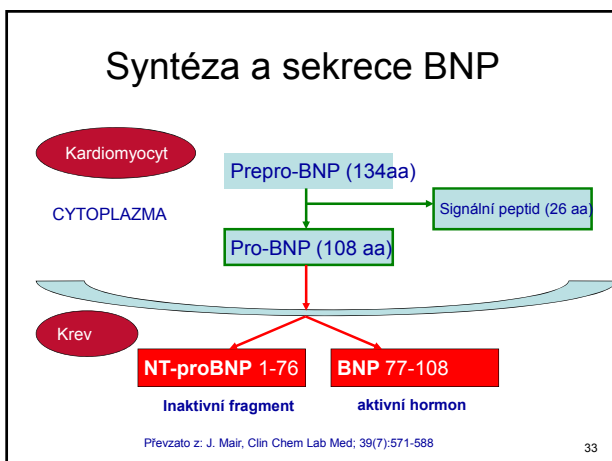 Syntéza a sekrece BNP
Kardiomyocyt
Prepro-BNP (134aa)
CYTOPLAZMA
Signální peptid (26 aa)
Pro-BNP (108 aa)
Krev
NT-proBNP 1-76
BNP 77-108
Inaktivní fragment
aktivní hormon
Převzato z: J. Mair, Clin Chem Lab Med; 39(7):571-588
33